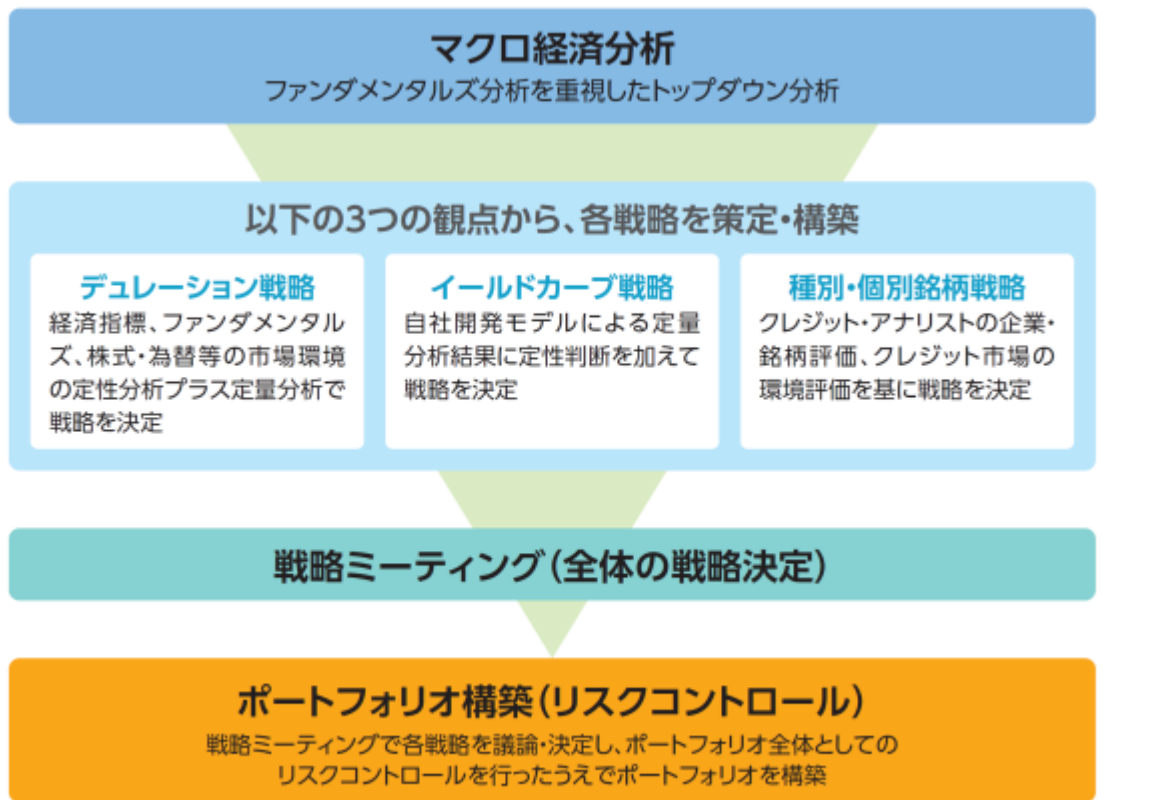 マクロ経済分析
ファンダメンタルズ分析を重視したトップダウン分析
以下の3つの観点から、各戦略を策定・構築
デュレーション戦略
経済指標、ファンダメンタル
ズ、株式・為替等の市場環境
の定性分析プラス定量分析で
戦略を決定
イールドカーブ戦略
自社開発モデルによる定量
分析結果に定性判断を加えて
戦略を決定
種別・個別銘柄戦略
クレジット・アナリストの企業・
銘柄評価、クレジット市場の
環境評価を基に戦略を決定
戦略ミーティング(全体の戦略決定)
ポートフォリオ構築(リスクコントロール)
戦略ミーティングで各戦略を議論・決定し、ポートフォリオ全体としての
リスクコントロールを行ったうえでポートフォリオを構築